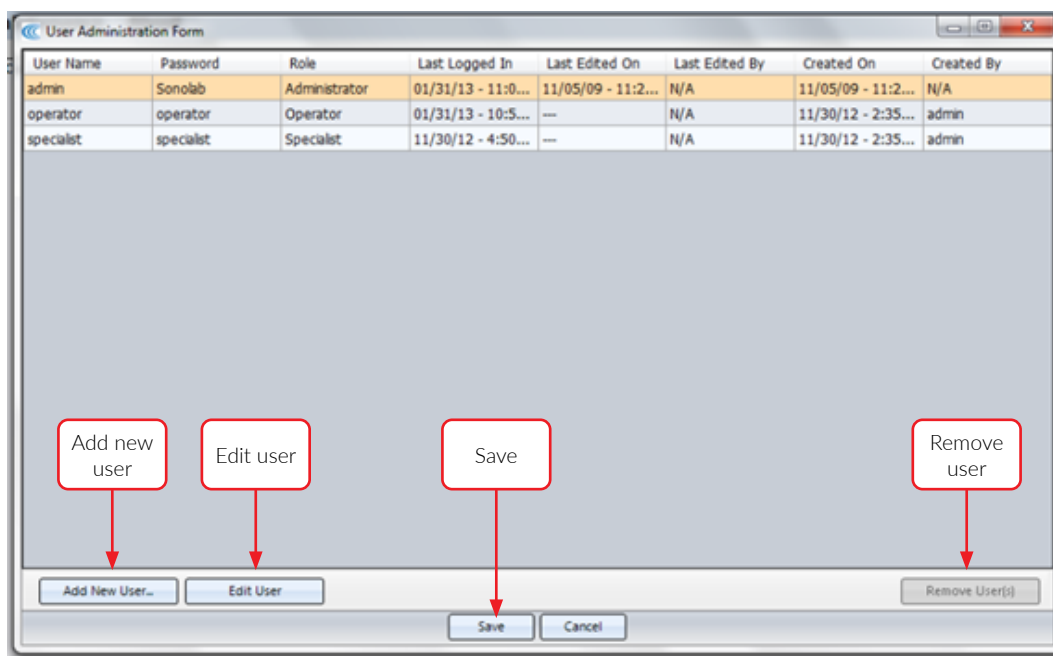 User Administration Form
User Name Password Role Last Logged In Last Edited On Last Edited By Created On Created By
admin Sonolab Administrator 01/31/13 - 11:0... 11/05/09 - 11:2... N/A 11/05/09 - 11:2... N/A
operator operator Operator 01/31/13 - 10:5... --- N/A 11/30/12 - 2:35... admin
specialist specialist Specialist 11/30/12 - 4:50... --- N/A 11/30/12 - 2:35... admin
Add new
user
Edit user
Save
Remove
user
Add New User... Edit User Remove User(s)
Save Cancel